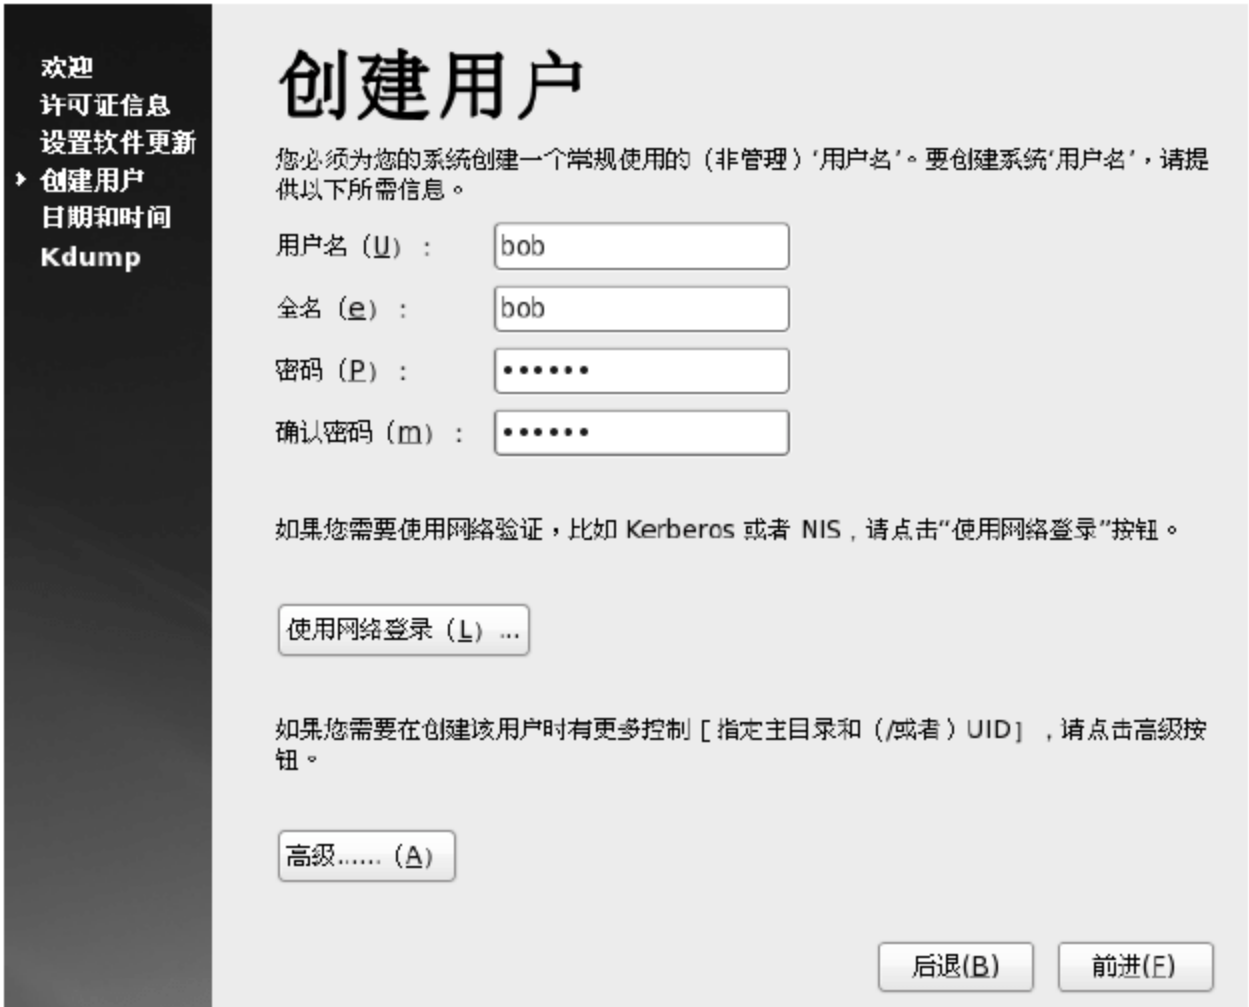 欢迎
许可证信息
设置软件更新
创建用户
日期和时间
Kdump
创建用户
您必须为您的系统创建一个常规使用的（非管理）'用户名'。要创建系统'用户名'，请提
供以下所需信息。
用户名（U）：
bob
全名（e）：
bob
密码（P）：
••••••
确认密码（m）：
••••••
如果您需要使用网络验证，比如 Kerberos 或者 NIS，请点击“使用网络登录”按钮。
使用网络登录（L）...
如果您需要在创建该用户时有更多控制［指定主目录和（/或者）UID］，请点击高级按
钮。
高级......（A）
后退(B)
前进(F)